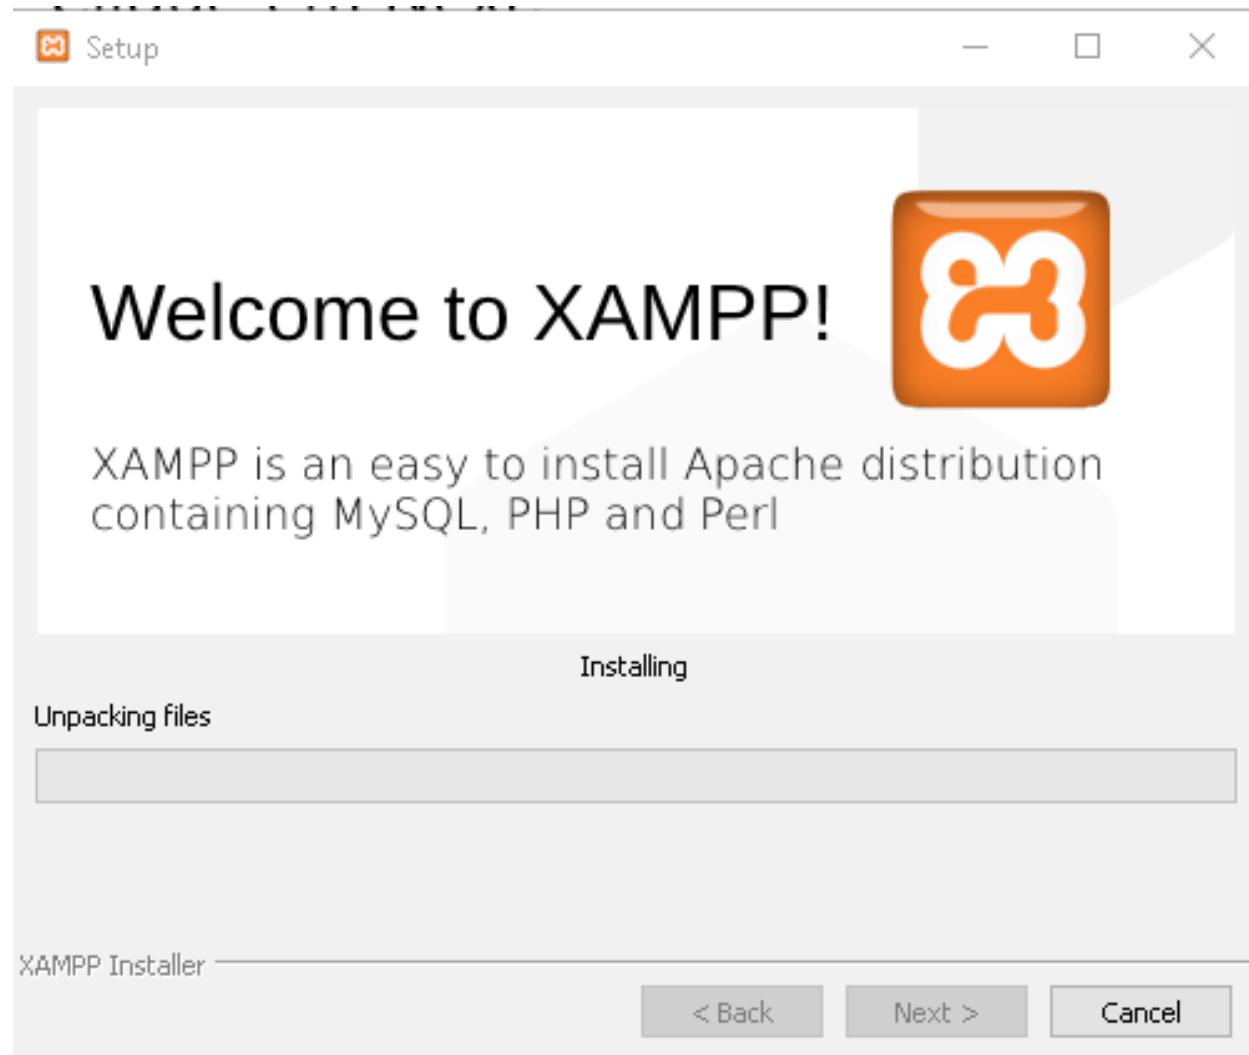 Setup
Welcome to XAMPP!
XAMPP is an easy to install Apache distribution
containing MySQL, PHP and Perl
Installing
Unpacking files
XAMPP Installer
< Back
Next >
Cancel